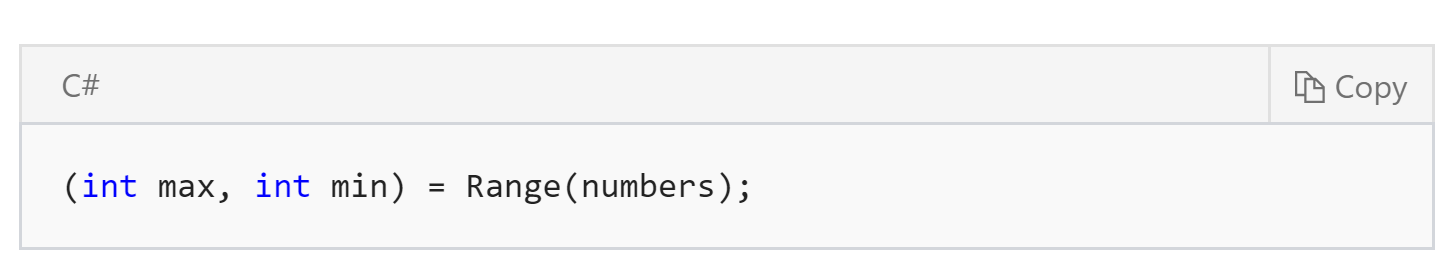 C#
Copy
(int max, int min) = Range(numbers);